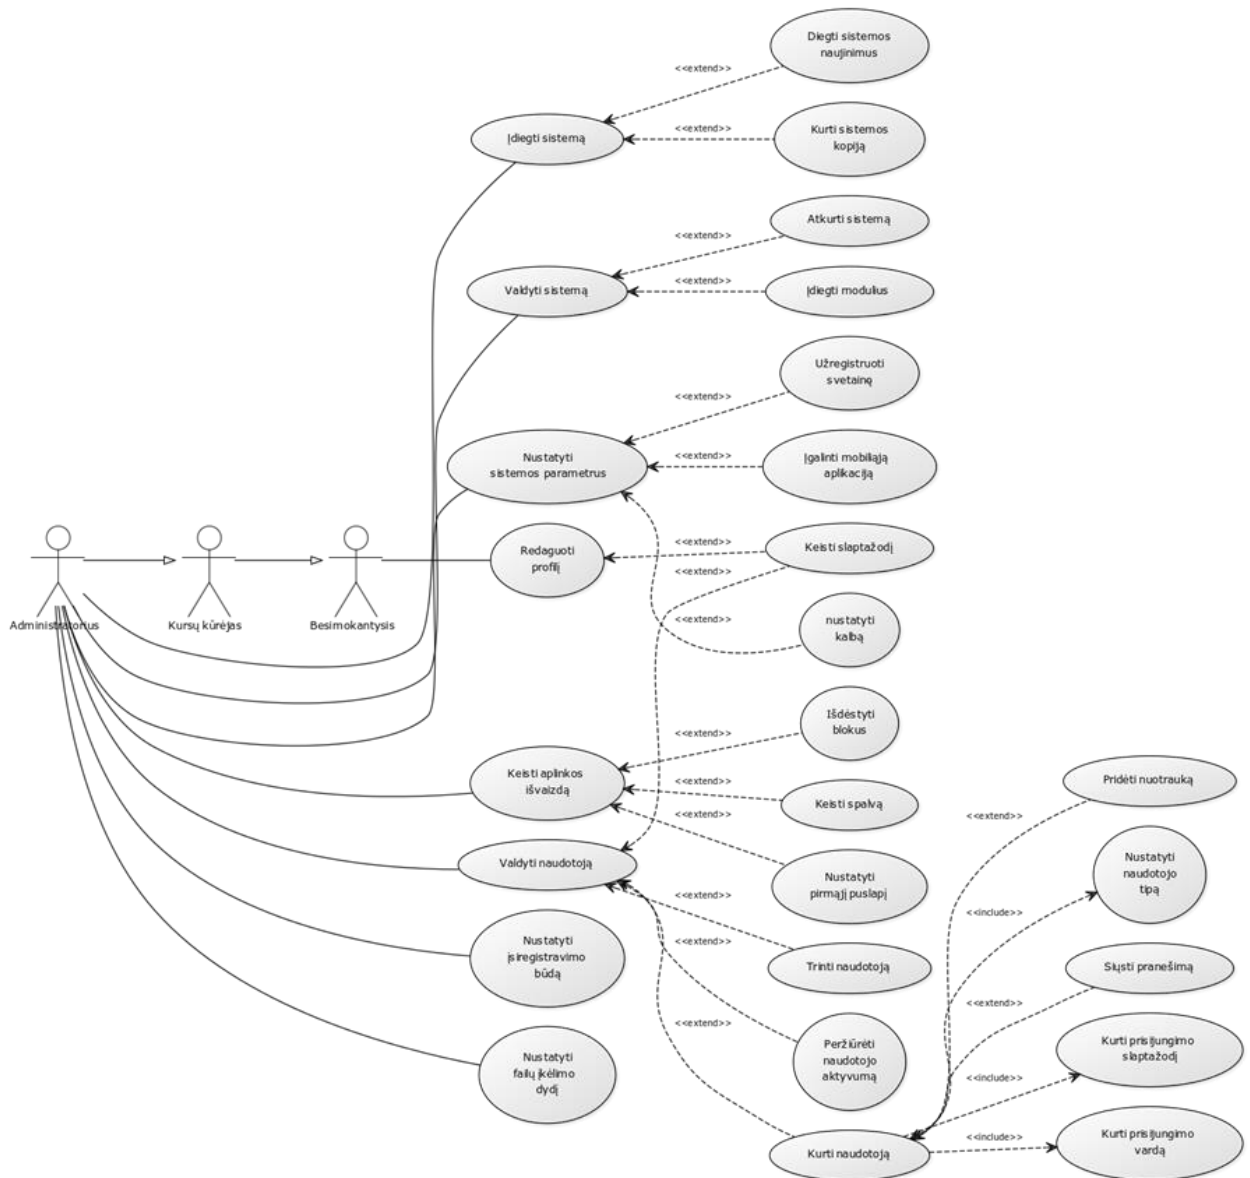 Diegti sistemos
naujinimus
<<extend>>
Įdiegti sistemą
<<extend>>
Kurti sistemos
kopiją
Atkurti sistemą
<<extend>>
Valdyti sistemą
<<extend>>
Įdiegti modulius
Užregistruoti
svetainę
<<extend>>
Nustatyti
sistemos parametrus
<<extend>>
Įgalinti mobiliąją
aplikaciją
Administratorius
Kursų kūrėjas
Besimokantysis
Redaguoti
profilį
<<extend>>
Keisti slaptažodį
<<extend>>
<<extend>>
nustatyti
kalbą
Išdėstyti
blokus
<<extend>>
Keisti aplinkos
išvaizdą
<<extend>>
Keisti spalvą
<<extend>>
Nustatyti
pirmąjį puslapį
Valdyti naudotoją
<<extend>>
Trinti naudotoją
<<extend>>
Peržiūrėti
naudotojo
aktyvumą
<<extend>>
Kurti naudotoją
Nustatyti
įsiregistravimo
būdą
Nustatyti
failų įkėlimo
dydį
Pridėti nuotrauką
<<extend>>
Nustatyti
naudotojo
tipą
<<include>>
Siųsti pranešimą
<<extend>>
Kurti prisijungimo
slaptažodį
<<include>>
Kurti prisijungimo
vardą
<<include>>